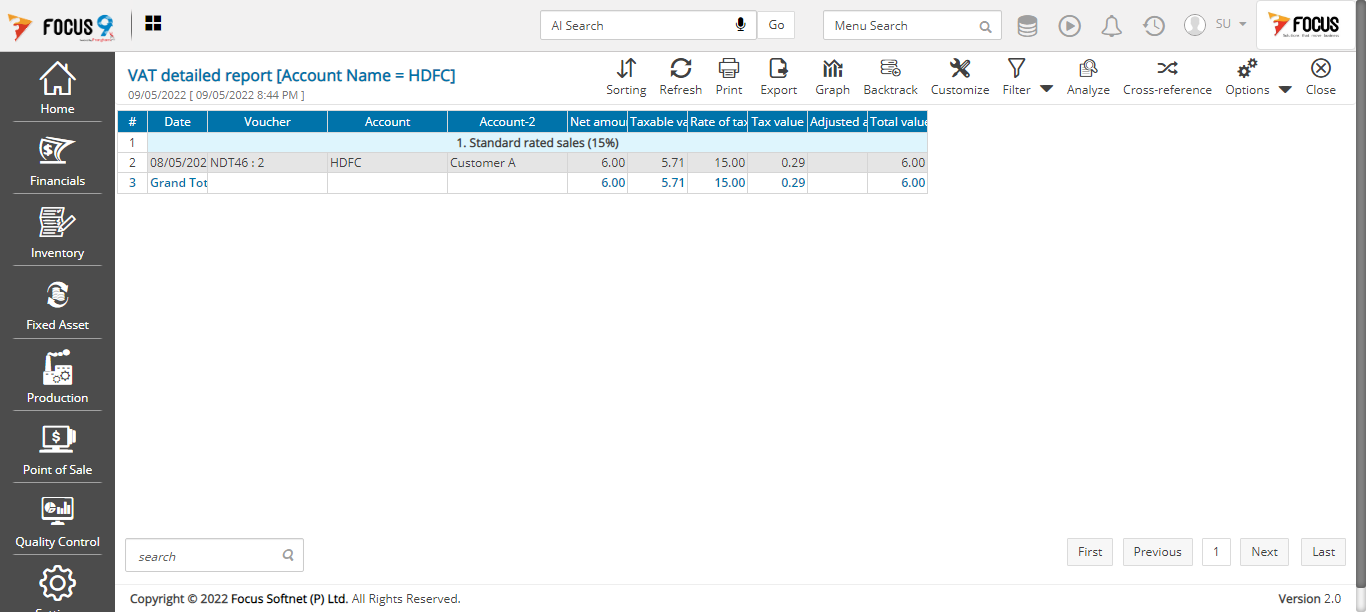 FOCUS 9
AI Search
Go
Menu Search
SU
FOCUS
Home
Financials
Inventory
Fixed Asset
Production
Point of Sale
Quality Control
VAT detailed report [Account Name = HDFC]
09/05/2022 [ 09/05/2022 8:44 PM ]
Sorting Refresh Print Export Graph Backtrack Customize Filter Analyze Cross-reference Options Close
# Date Voucher Account Account-2 Net amou Taxable va Rate of tax Tax value Adjusted a Total value
1 1. Standard rated sales (15%)
2 08/05/202 NDT46 : 2 HDFC Customer A 6.00 5.71 15.00 0.29 6.00
3 Grand Tot 6.00 5.71 15.00 0.29 6.00
search
First Previous 1 Next Last
Copyright © 2022 Focus Softnet (P) Ltd. All Rights Reserved.
Version 2.0